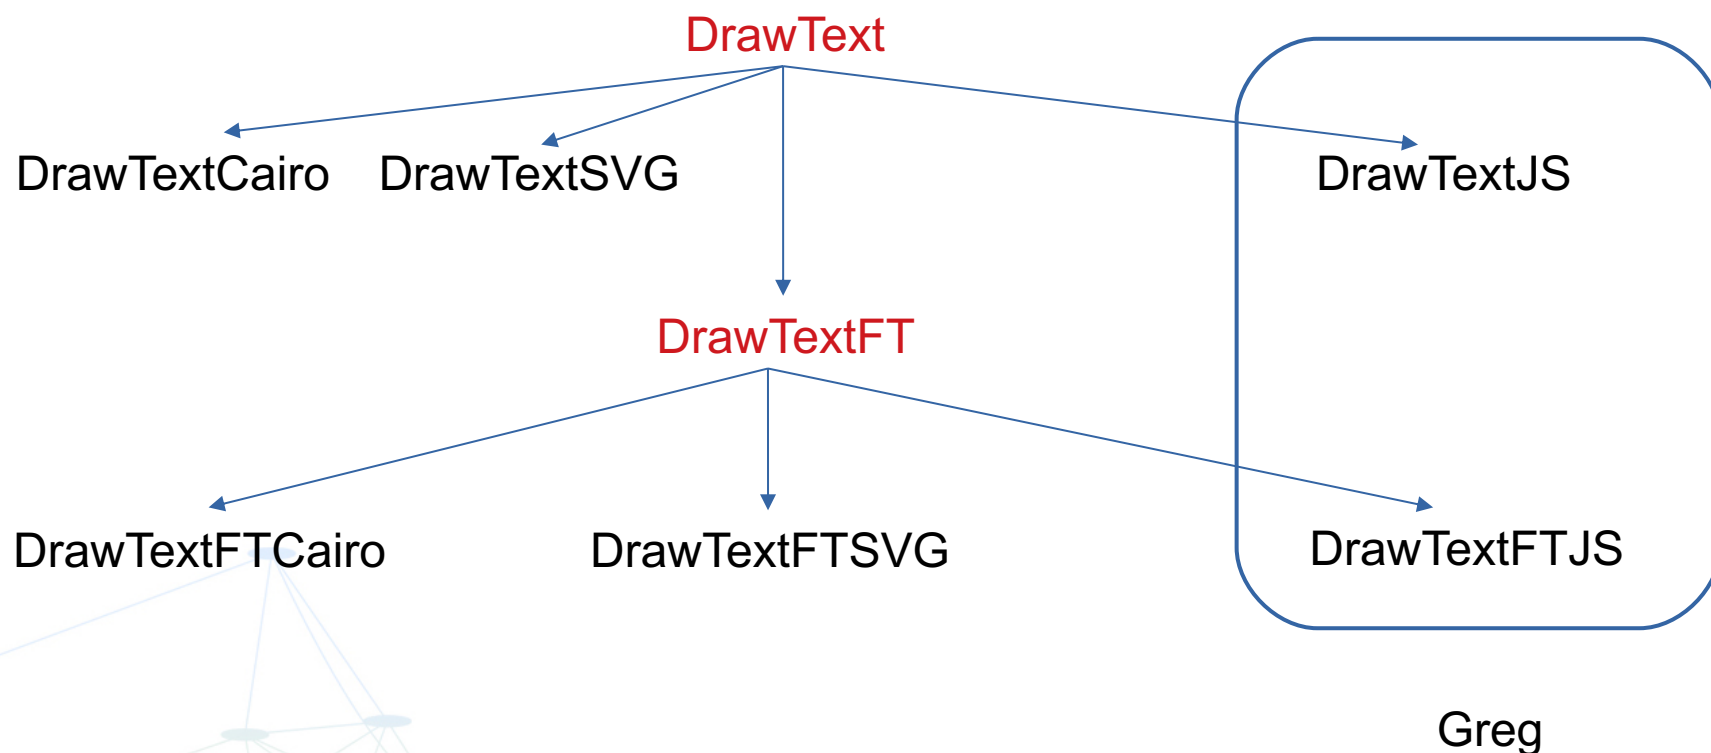 DrawText
DrawTextCairo DrawTextSVG DrawTextJS
DrawTextFT
DrawTextFTCairo DrawTextFTSVG DrawTextFTJS
Greg